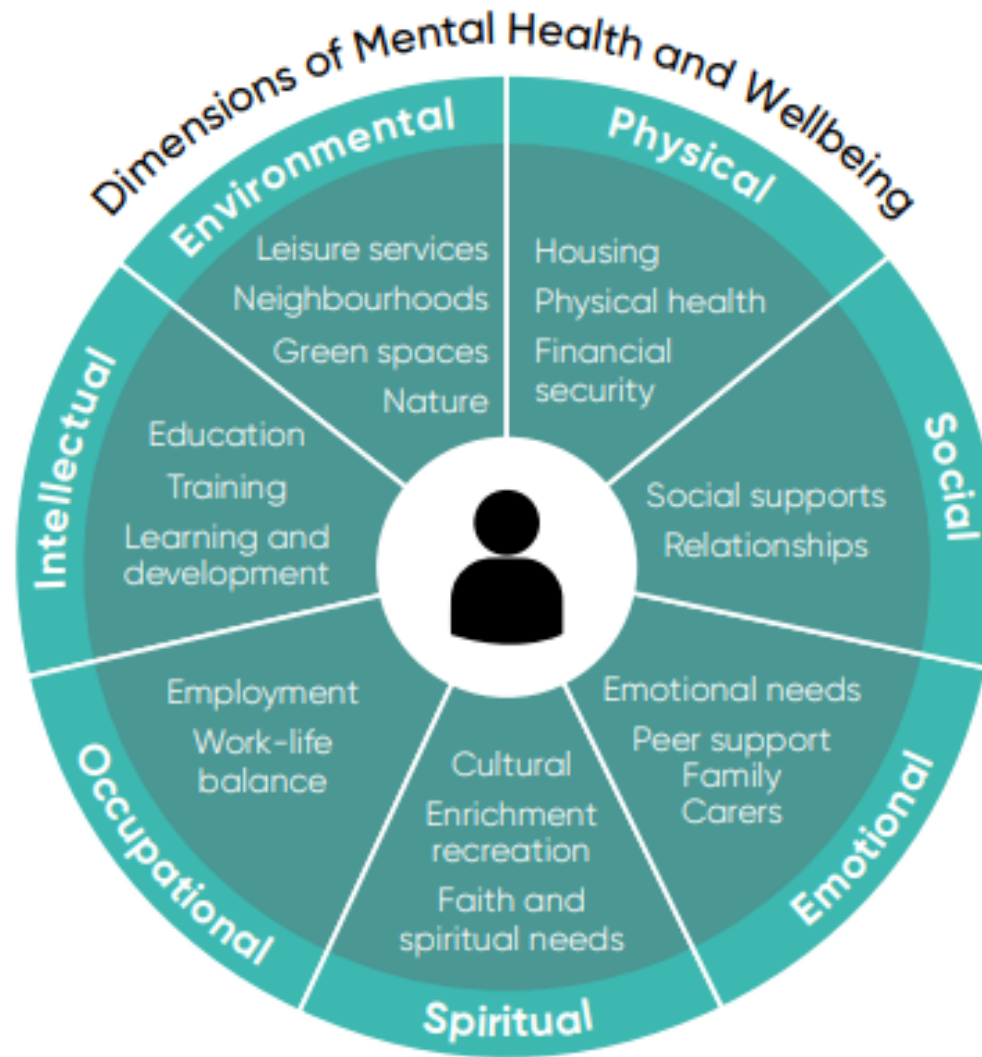 Dimensions of Mental Health and Wellbeing
Environmental
Leisure services
Neighbourhoods
Green spaces
Nature
Physical
Housing
Physical health
Financial
security
Social
Social supports
Relationships
Emotional
Emotional needs
Peer support
Family
Carers
Spiritual
Cultural
Enrichment
recreation
Faith and
spiritual needs
Occupational
Employment
Work-life
balance
Intellectual
Education
Training
Learning and
development